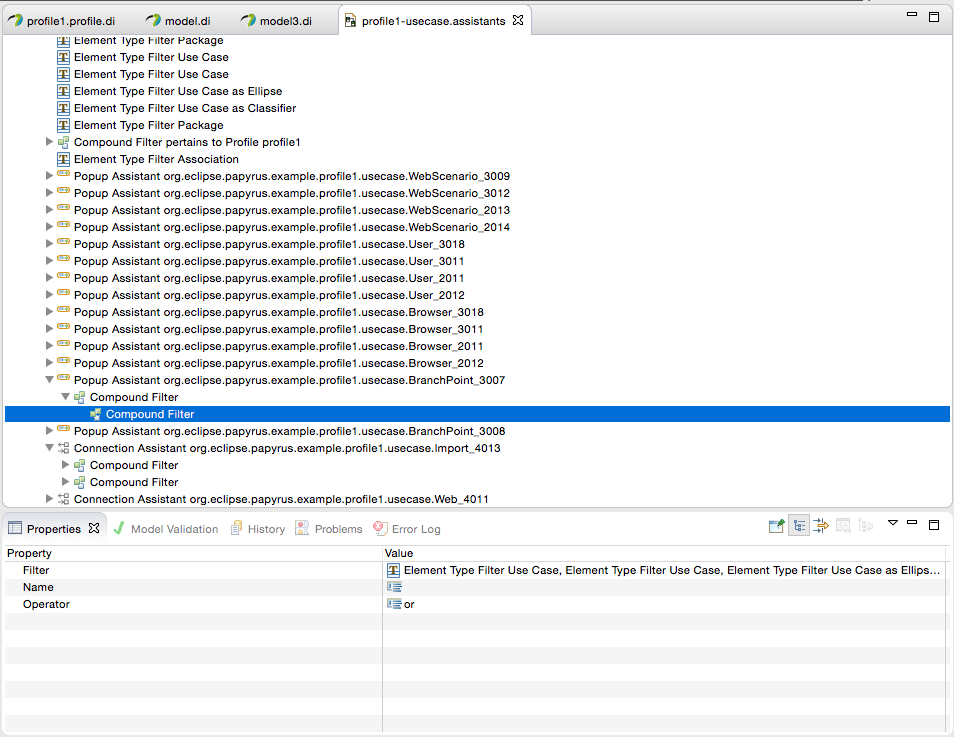 profile1.profile.di model.di model3.di profile1-usecase.assistants
Element Type Filter Package
Element Type Filter Use Case
Element Type Filter Use Case
Element Type Filter Use Case as Ellipse
Element Type Filter Use Case as Classifier
Element Type Filter Package
Compound Filter pertains to Profile profile1
Element Type Filter Association
Popup Assistant org.eclipse.papyrus.example.profile1.usecase.WebScenario_3009
Popup Assistant org.eclipse.papyrus.example.profile1.usecase.WebScenario_3012
Popup Assistant org.eclipse.papyrus.example.profile1.usecase.WebScenario_2013
Popup Assistant org.eclipse.papyrus.example.profile1.usecase.WebScenario_2014
Popup Assistant org.eclipse.papyrus.example.profile1.usecase.User_3018
Popup Assistant org.eclipse.papyrus.example.profile1.usecase.User_3011
Popup Assistant org.eclipse.papyrus.example.profile1.usecase.User_2011
Popup Assistant org.eclipse.papyrus.example.profile1.usecase.User_2012
Popup Assistant org.eclipse.papyrus.example.profile1.usecase.Browser_3018
Popup Assistant org.eclipse.papyrus.example.profile1.usecase.Browser_3011
Popup Assistant org.eclipse.papyrus.example.profile1.usecase.Browser_2011
Popup Assistant org.eclipse.papyrus.example.profile1.usecase.Browser_2012
Popup Assistant org.eclipse.papyrus.example.profile1.usecase.BranchPoint_3007
Compound Filter
Compound Filter
Popup Assistant org.eclipse.papyrus.example.profile1.usecase.BranchPoint_3008
Connection Assistant org.eclipse.papyrus.example.profile1.usecase.Import_4013
Compound Filter
Compound Filter
Connection Assistant org.eclipse.papyrus.example.profile1.usecase.Web_4011
Properties Model Validation History Problems Error Log
Property Value
Filter Element Type Filter Use Case, Element Type Filter Use Case, Element Type Filter Use Case as Ellips...
Name
Operator or